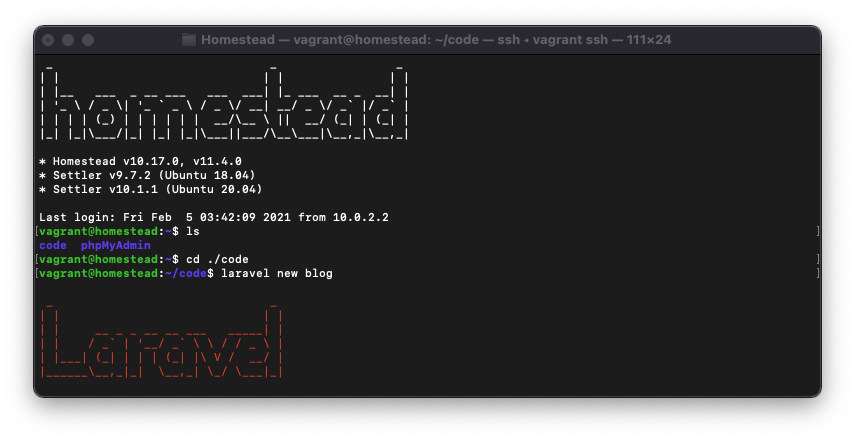 Homestead — vagrant@homestead: ~/code — ssh ◂ vagrant ssh — 111×24
homestead
* Homestead v10.17.0, v11.4.0
* Settler v9.7.2 (Ubuntu 18.04)
* Settler v10.1.1 (Ubuntu 20.04)
Last login: Fri Feb  5 03:42:09 2021 from 10.0.2.2
[vagrant@homestead:~$ ls ]
code  phpMyAdmin
[vagrant@homestead:~$ cd ./code ]
[vagrant@homestead:~/code$ laravel new blog ]
Laravel